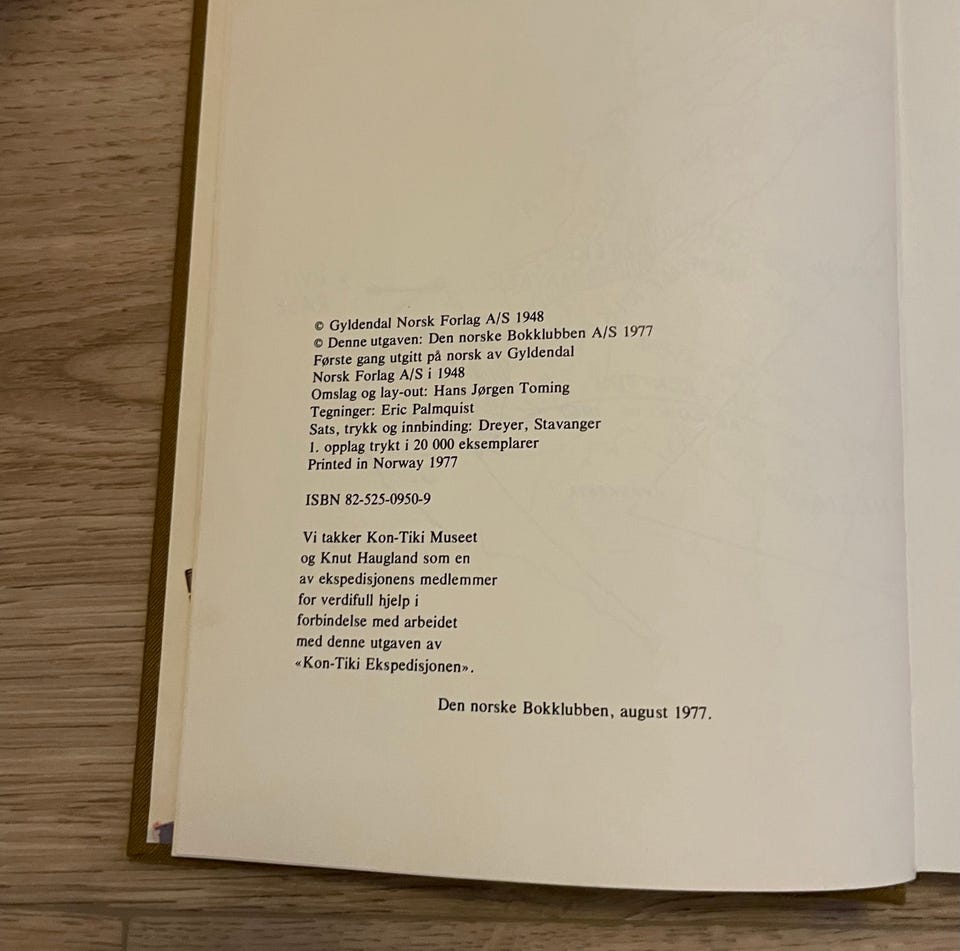 © Gyldendal Norsk Forlag A/S 1948
© Denne utgaven: Den norske Bokklubben A/S 1977
Første gang utgitt på norsk av Gyldendal
Norsk Forlag A/S i 1948
Omslag og lay-out: Hans Jørgen Toming
Tegninger: Eric Palmquist
Sats, trykk og innbinding: Dreyer, Stavanger
1. opplag trykt i 20 000 eksemplarer
Printed in Norway 1977
ISBN 82-525-0950-9
Vi takker Kon-Tiki Museet
og Knut Haugland som en
av ekspedisjonens medlemmer
for verdifull hjelp i
forbindelse med arbeidet
med denne utgaven av
«Kon-Tiki Ekspedisjonen».
Den norske Bokklubben, august 1977.